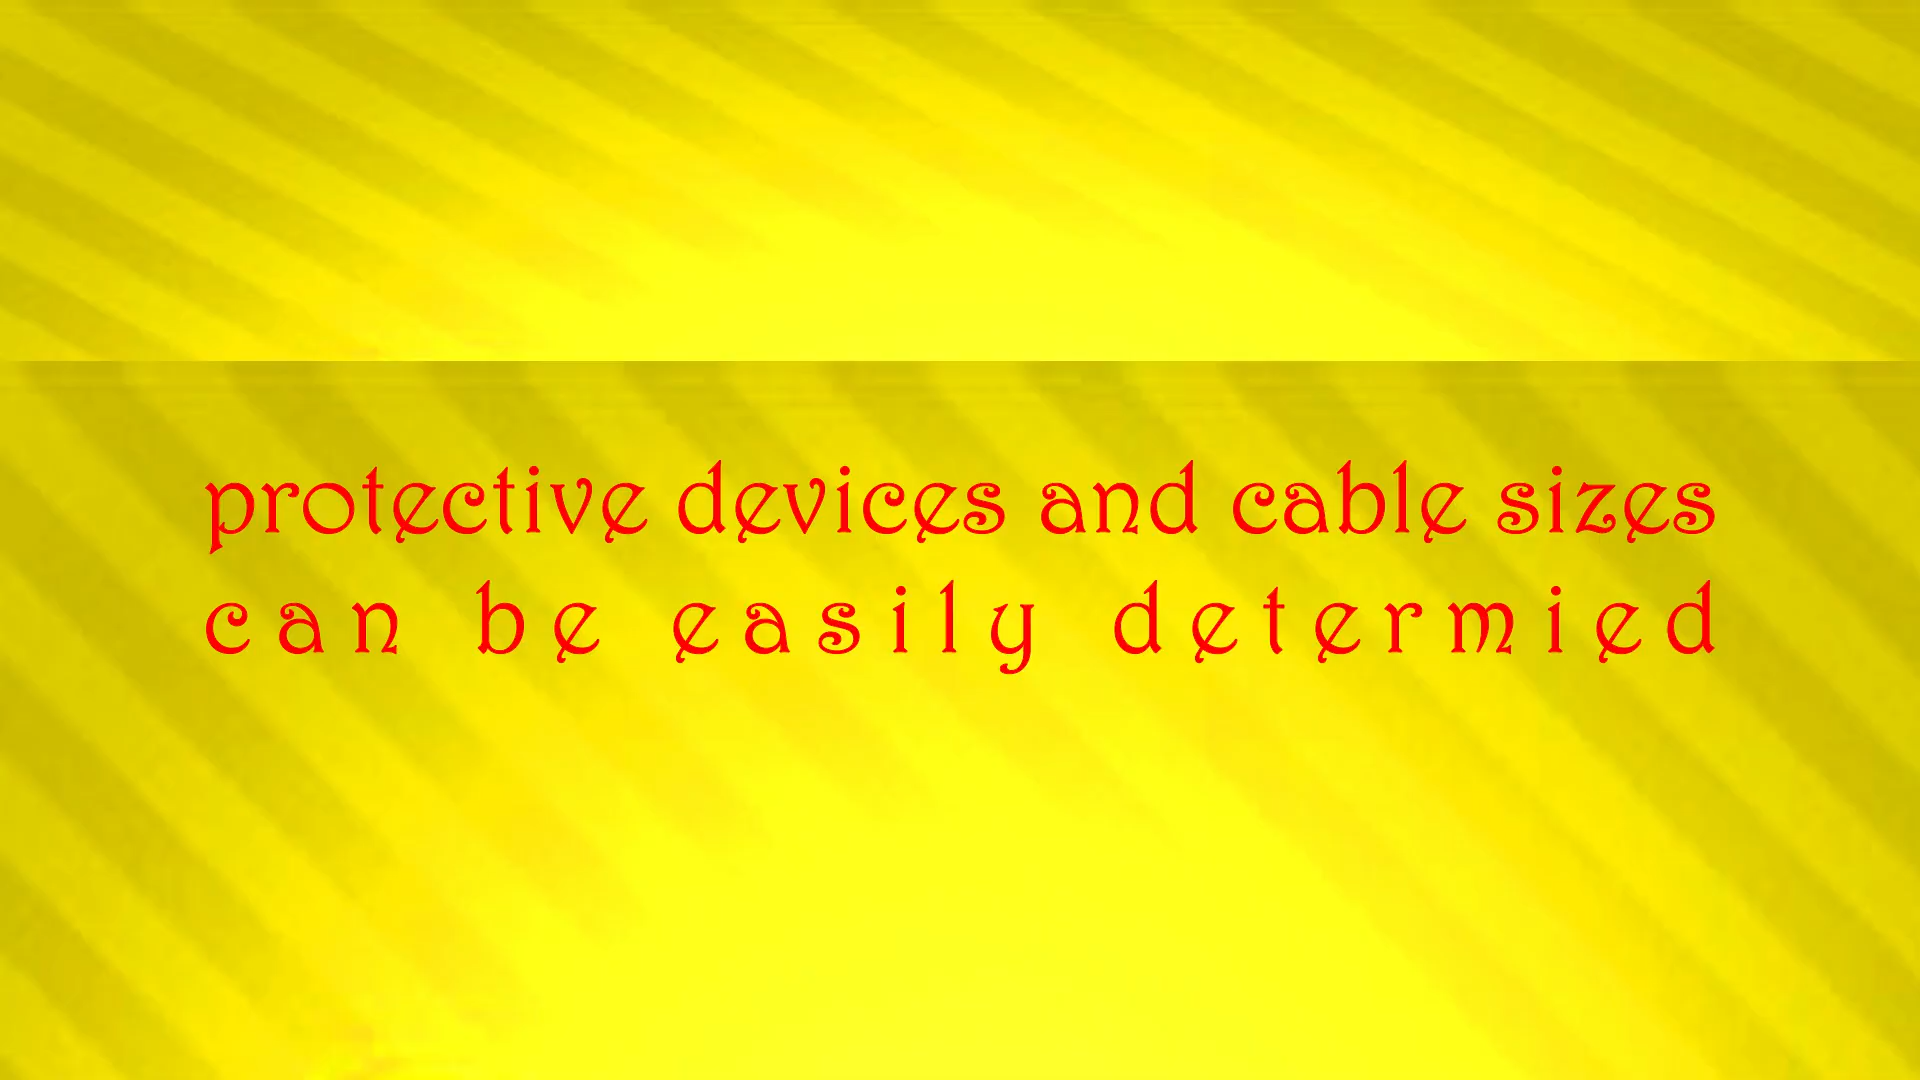 protective devices and cable sizes
can be easily determied